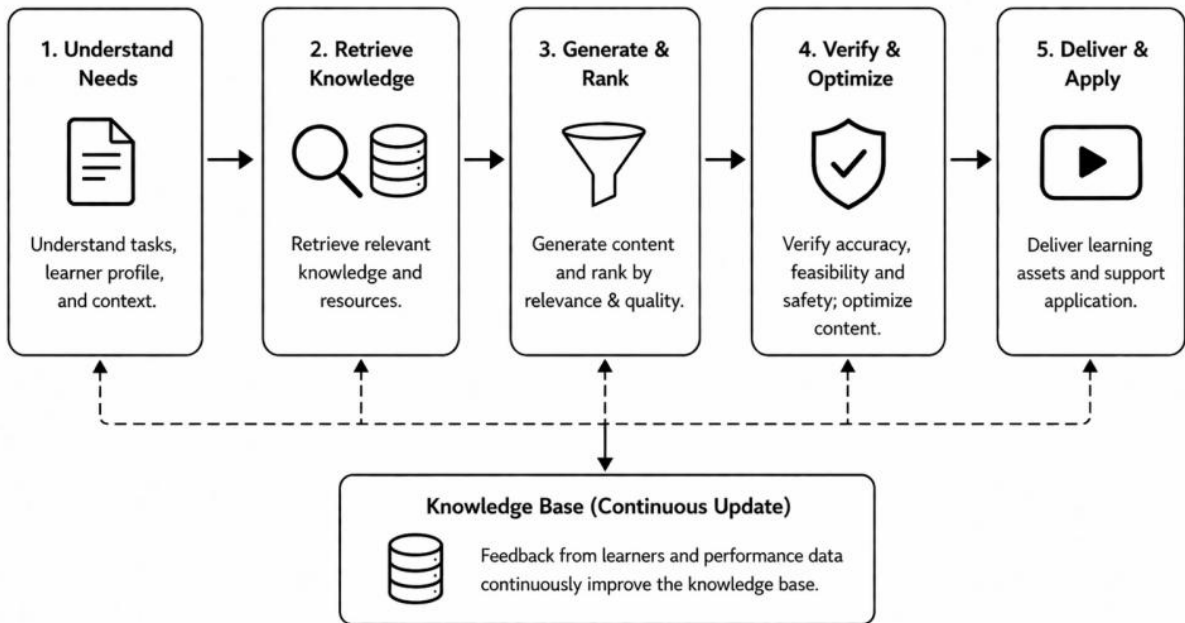 1. Understand
Needs
Understand tasks,
learner profile,
and context.
2. Retrieve
Knowledge
Retrieve relevant
knowledge and
resources.
3. Generate &
Rank
Generate content
and rank by
relevance & quality.
4. Verify &
Optimize
Verify accuracy,
feasibility and
safety; optimize
content.
5. Deliver &
Apply
Deliver learning
assets and support
application.
Knowledge Base (Continuous Update)
Feedback from learners and performance data
continuously improve the knowledge base.